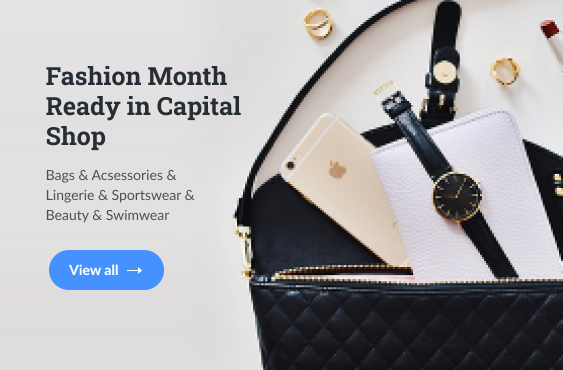 Fashion Month
Ready in Capital
Shop
Bags & Acsessories &
Lingerie & Sportswear &
Beauty & Swimwear
View all →